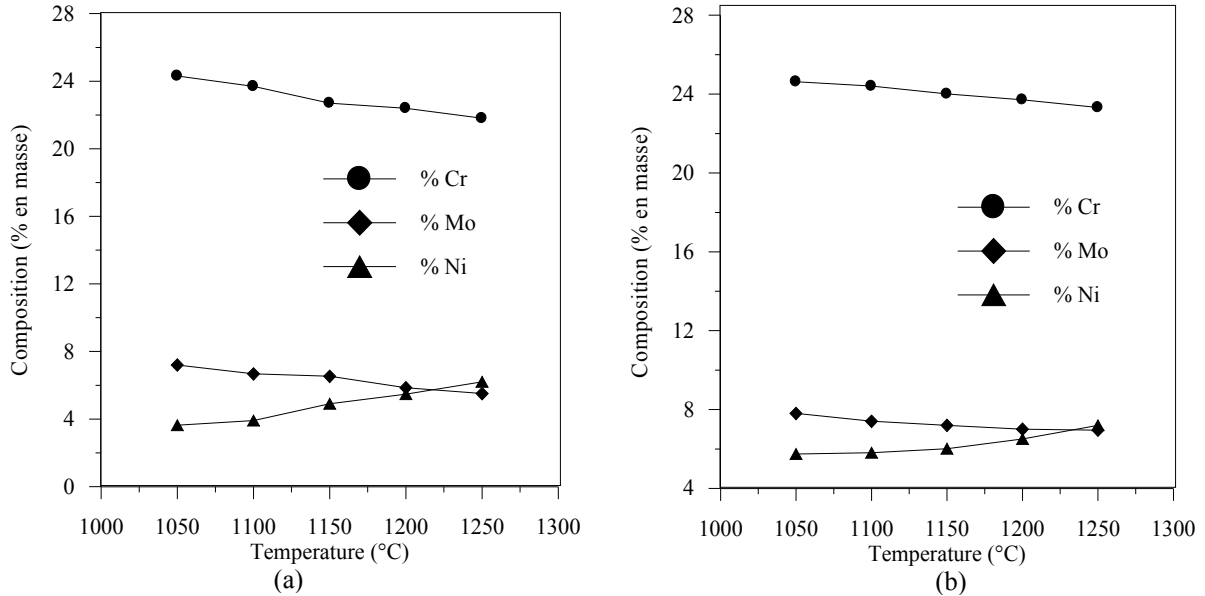 Composition (% en masse)
28
24
20
16
12
8
4
0
% Cr
% Mo
% Ni
1000 1050 1100 1150 1200 1250 1300
Temperature (°C)
(a)
Composition (% en masse)
28
24
20
16
12
8
4
% Cr
% Mo
% Ni
1000 1050 1100 1150 1200 1250 1300
Temperature (°C)
(b)